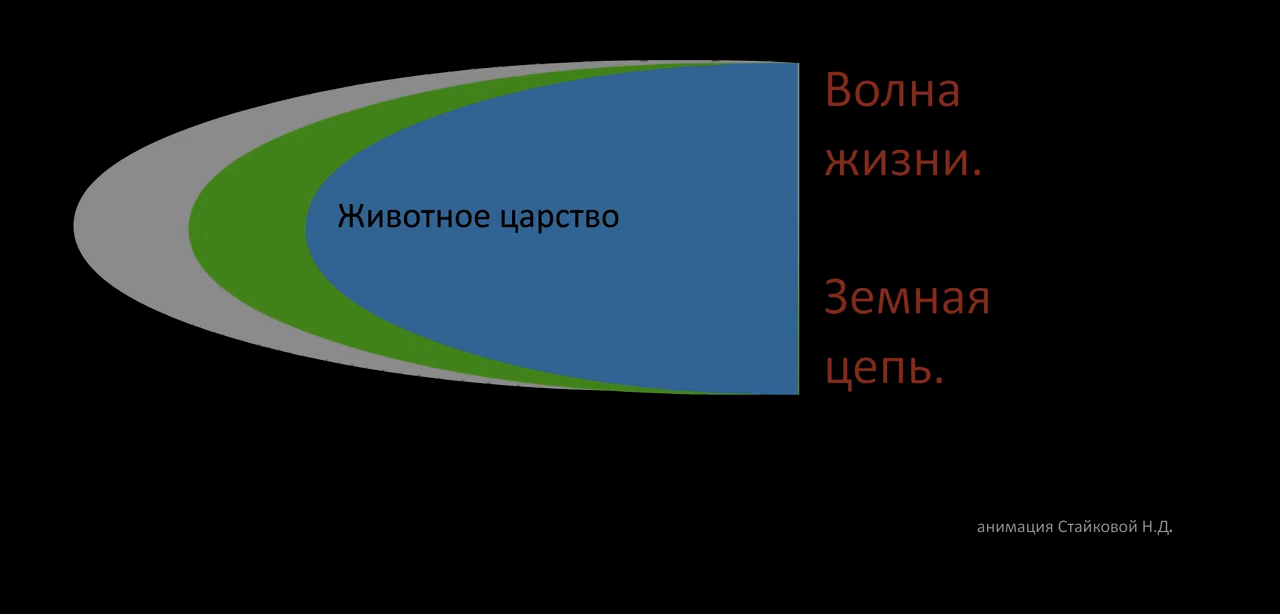 Волна
жизни.
Животное царство
Земная
цепь.
анимация Стайковой Н.Д.